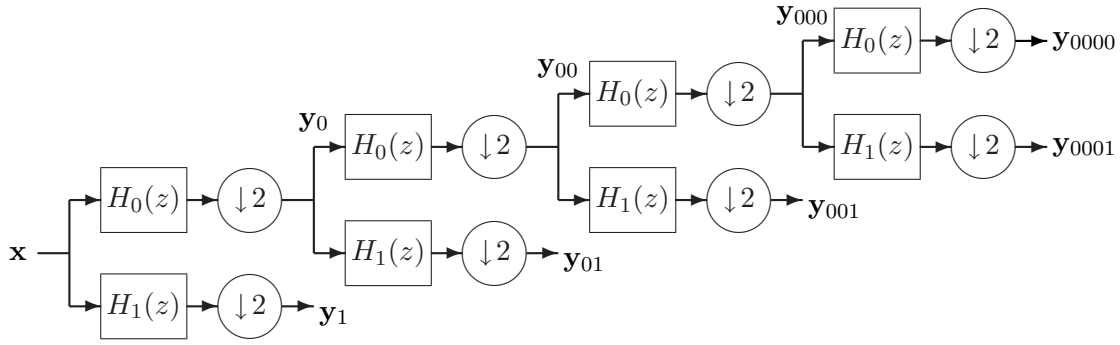 y₀₀₀ H₀(z) ↓2 y₀₀₀₀
y₀₀ H₀(z) ↓2
y₀ H₀(z) ↓2 H₁(z) ↓2 y₀₀₀₁
H₀(z) ↓2 H₁(z) ↓2 y₀₀₁
x H₁(z) ↓2 y₀₁
H₁(z) ↓2 y₁